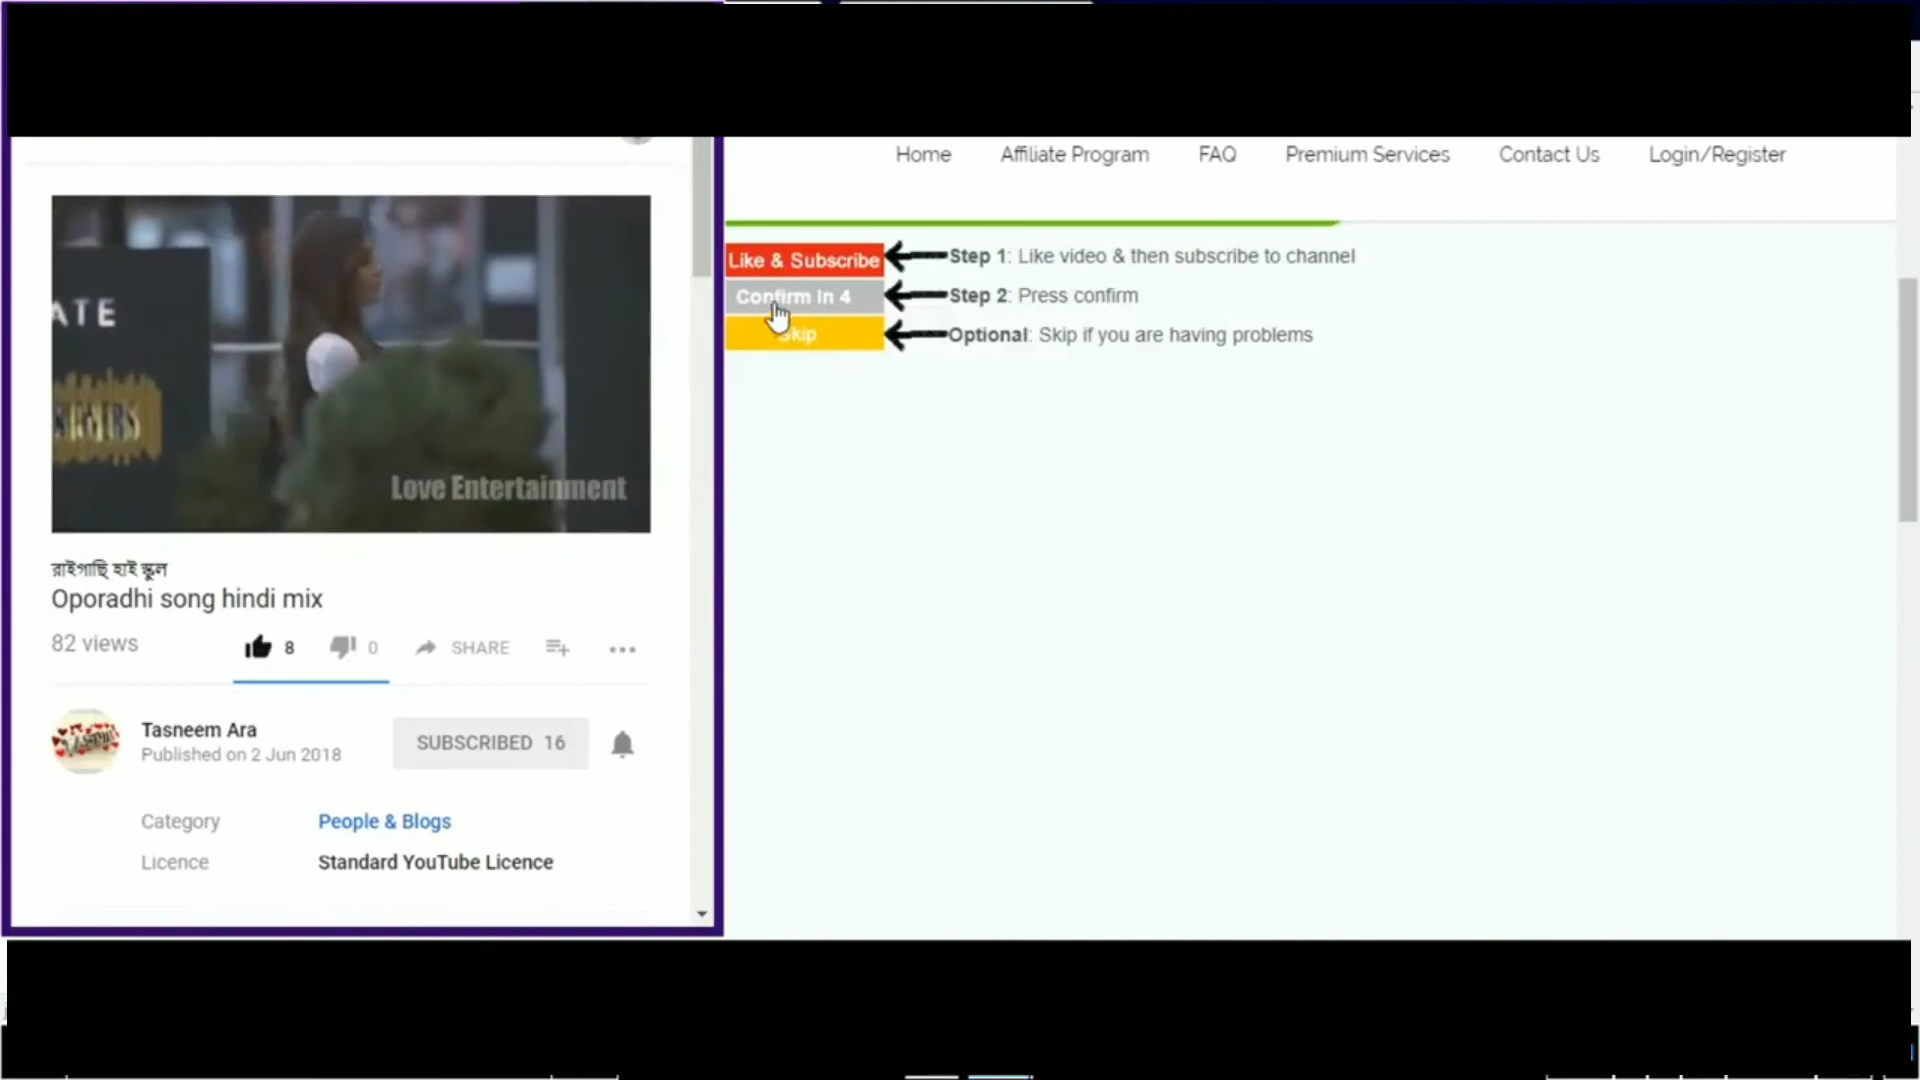 Home Affiliate Program FAQ Premium Services Contact Us Login/Register
Like & Subscribe Step 1: Like video & then subscribe to channel
Confirm In 4 Step 2: Press confirm
Skip Optional: Skip if you are having problems
ATE
Love Entertainment
রাইগাছি হাই স্কুল
Oporadhi song hindi mix
82 views 8 0 SHARE
Tasneem Ara
Published on 2 Jun 2018
SUBSCRIBED 16
Category People & Blogs
Licence Standard YouTube Licence